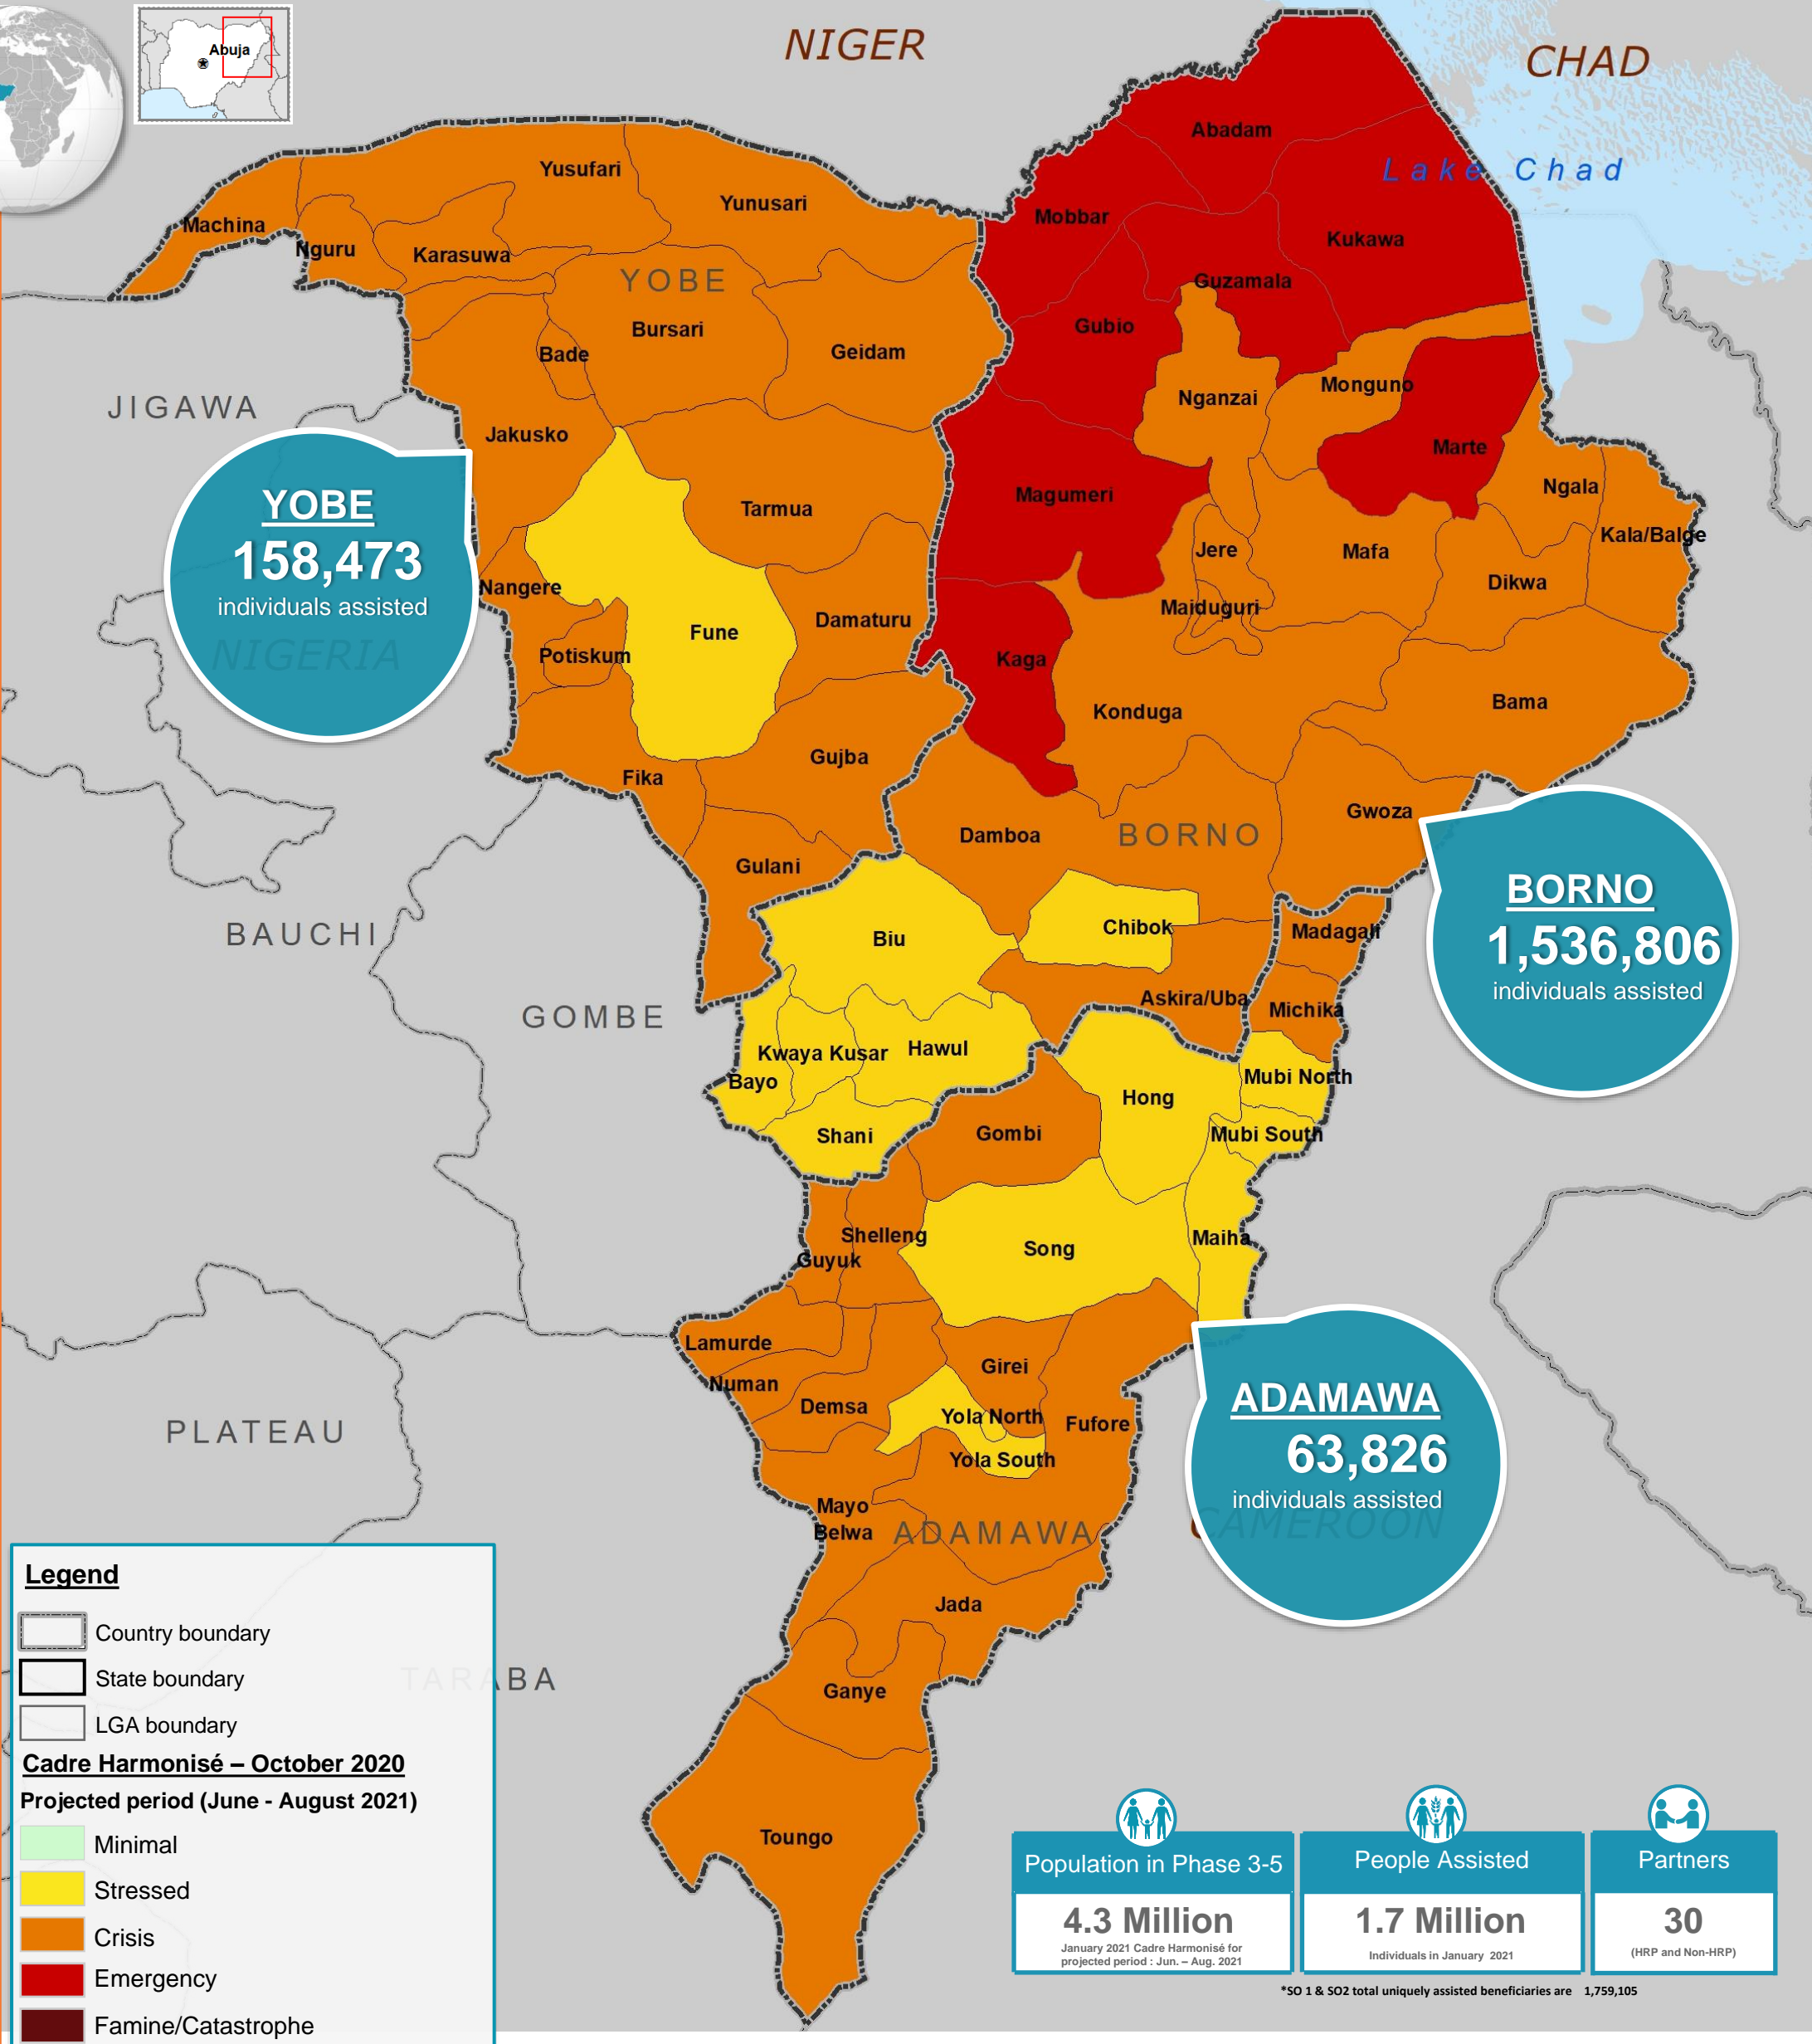 Abuja
NIGER
CHAD
Abadam
Lake Chad
Yusufari
Yunusari
Mobbar
Machina
Nguru
Karasuwa
Kukawa
YOBE
Guzamala
Bursari
Gubio
Bade
Geidam
Monguno
Nganzai
JIGAWA
Jakusko
Marte
Ngala
Magumeri
YOBE
158,473
individuals assisted
Tarmua
Kala/Balge
Jere
Mafa
Dikwa
Nangere
Maiduguri
Damaturu
Fune
NIGERIA
Potiskum
Kaga
Bama
Konduga
Gujba
Fika
Gwoza
Damboa
BORNO
Gulani
BORNO
1,536,806
individuals assisted
Chibok
Madagali
BAUCHI
Biu
Askira/Uba
Michika
GOMBE
Kwaya Kusar
Hawul
Bayo
Mubi North
Hong
Shani
Gombi
Mubi South
Shelleng
Maiha
Song
Guyuk
Lamurde
Girei
Numan
Demsa
Yola North
Fufore
PLATEAU
Yola South
ADAMAWA
63,826
individuals assisted
CAMEROON
Mayo
Belwa
ADAMAWA
Jada
TARABA
Ganye
Toungo
Legend
Country boundary
State boundary
LGA boundary
Cadre Harmonisé – October 2020
Projected period (June - August 2021)
Minimal
Stressed
Crisis
Emergency
Famine/Catastrophe
Population in Phase 3-5
4.3 Million
January 2021 Cadre Harmonisé for
projected period : Jun. – Aug. 2021
People Assisted
1.7 Million
Individuals in January 2021
Partners
30
(HRP and Non-HRP)
*SO 1 & SO2 total uniquely assisted beneficiaries are 1,759,105